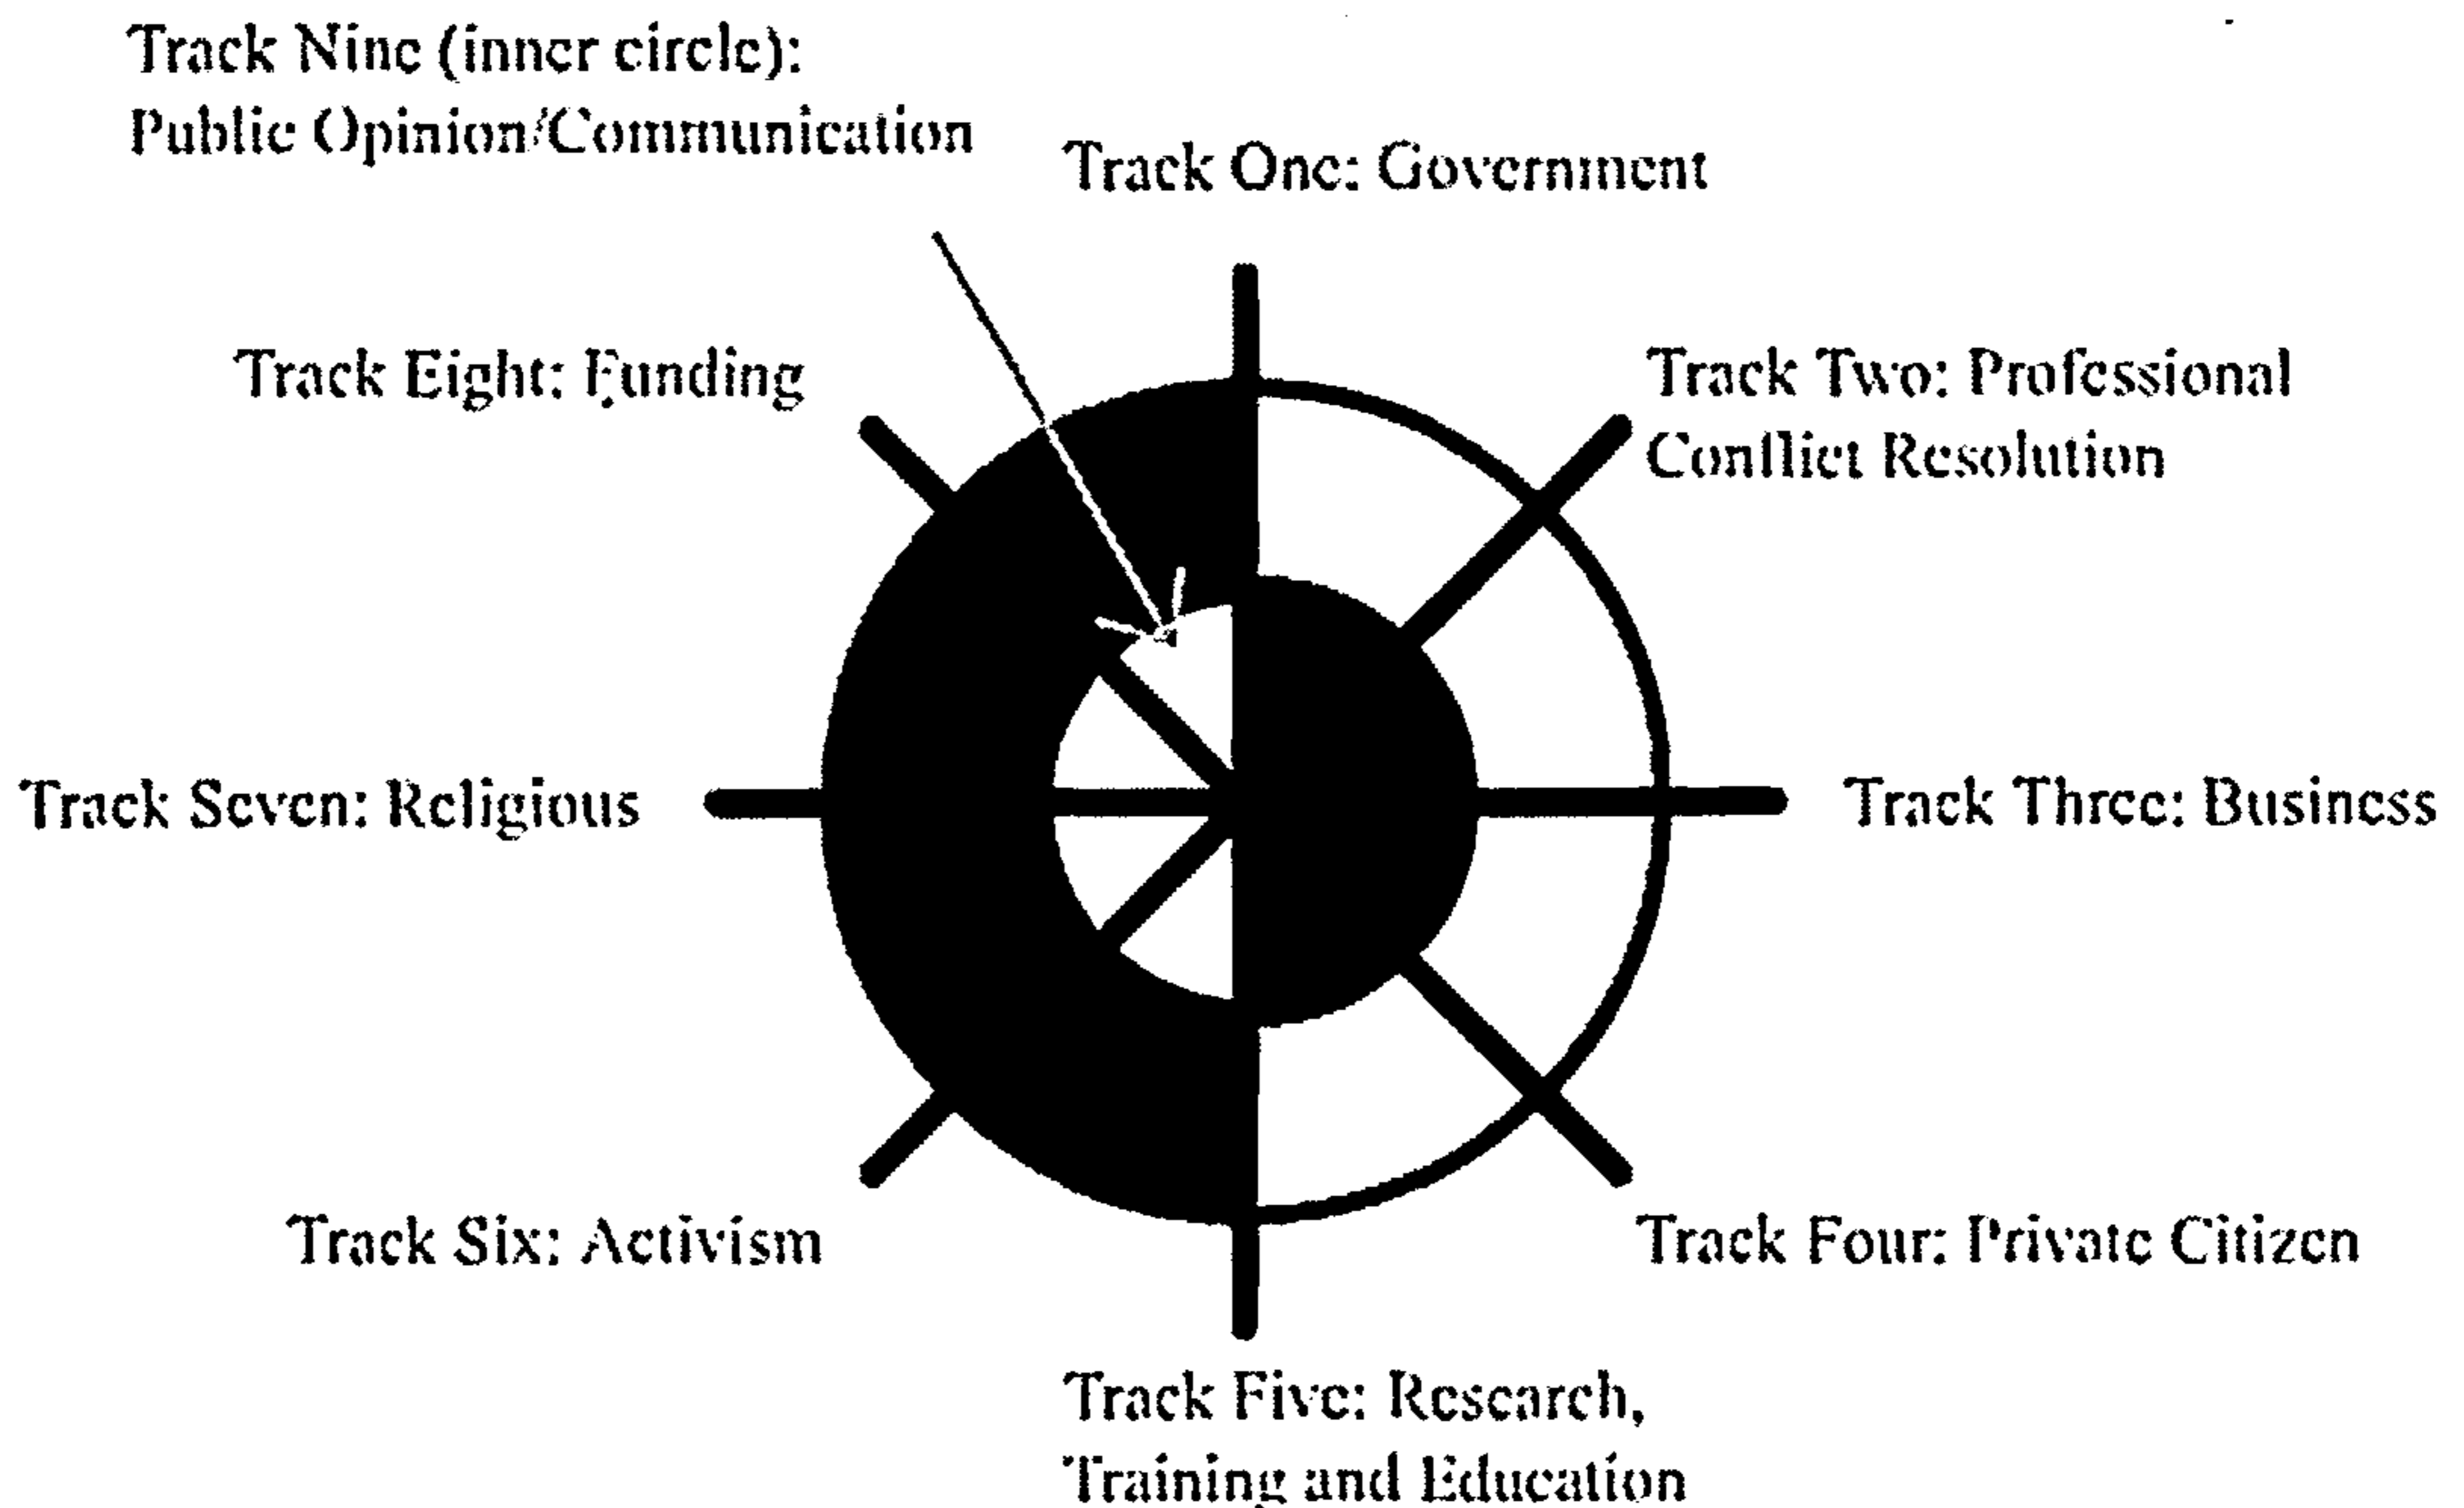 Track Nine (inner circle):
Public Opinion/Communication
Track One: Government
Track Eight: Funding
Track Two: Professional
Conflict Resolution
Track Seven: Religious
Track Three: Business
Track Six: Activism
Track Four: Private Citizen
Track Five: Research,
Training and Education